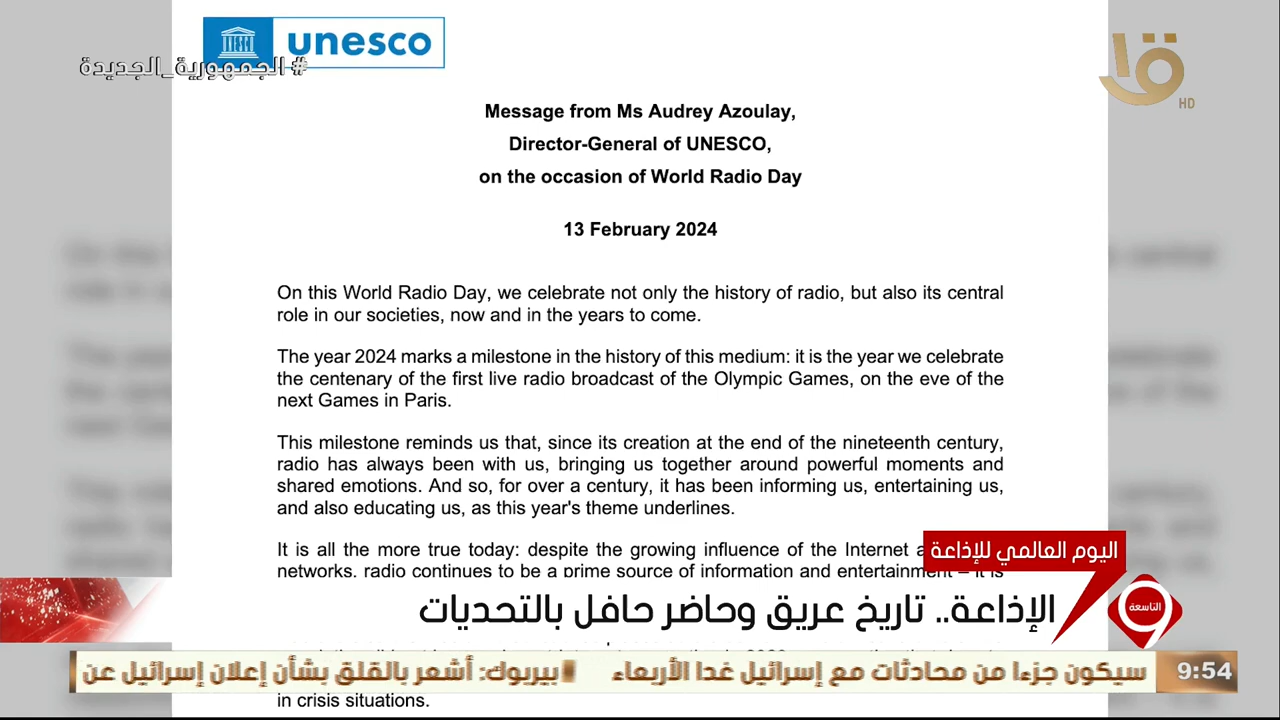 unesco
#الجمهورية_الجديدة
HD
Message from Ms Audrey Azoulay,
Director-General of UNESCO,
on the occasion of World Radio Day
13 February 2024
On this World Radio Day, we celebrate not only the history of radio, but also its central
role in our societies, now and in the years to come.
The year 2024 marks a milestone in the history of this medium: it is the year we celebrate
the centenary of the first live radio broadcast of the Olympic Games, on the eve of the
next Games in Paris.
This milestone reminds us that, since its creation at the end of the nineteenth century,
radio has always been with us, bringing us together around powerful moments and
shared emotions. And so, for over a century, it has been informing us, entertaining us,
and also educating us, as this year's theme underlines.
It is all the more true today: despite the growing influence of the Internet
networks, radio continues to be a prime source of information and entertainment – it is
اليوم العالمي للإذاعة
التاسعة
الإذاعة.. تاريخ عريق وحاضر حافل بالتحديات
سيكون جزءا من محادثات مع إسرائيل غدا الأربعاء بيربوك: أشعر بالقلق بشأن إعلان إسرائيل عن
9:54
in crisis situations.